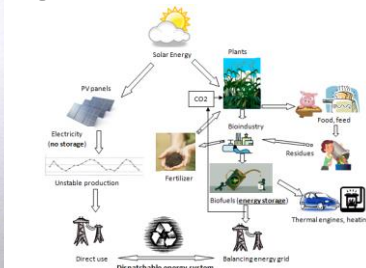 Solar Energy
Plants
PV panels
CO2
Food, feed
Bioindustry
Electricity
(no storage)
Residues
Fertilizer
Unstable production
Biofuels (energy storage)
Thermal engines, heatin
Direct use
Balancing energy grid
Dispatchable energy system